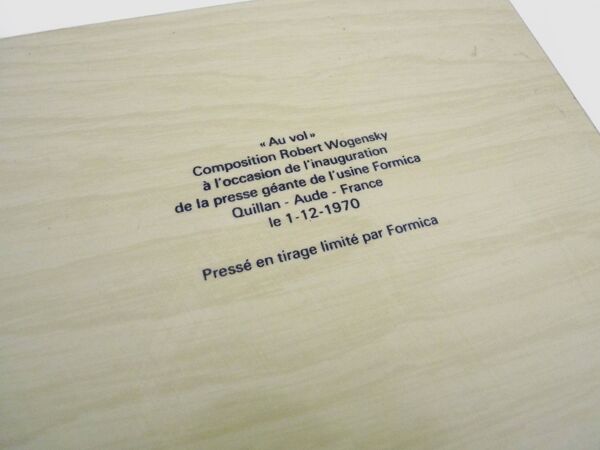 « Au vol »
Composition Robert Wogensky
à l'occasion de l'inauguration
de la presse géante de l'usine Formica
Quillan - Aude - France
le 1-12-1970
Pressé en tirage limité par Formica